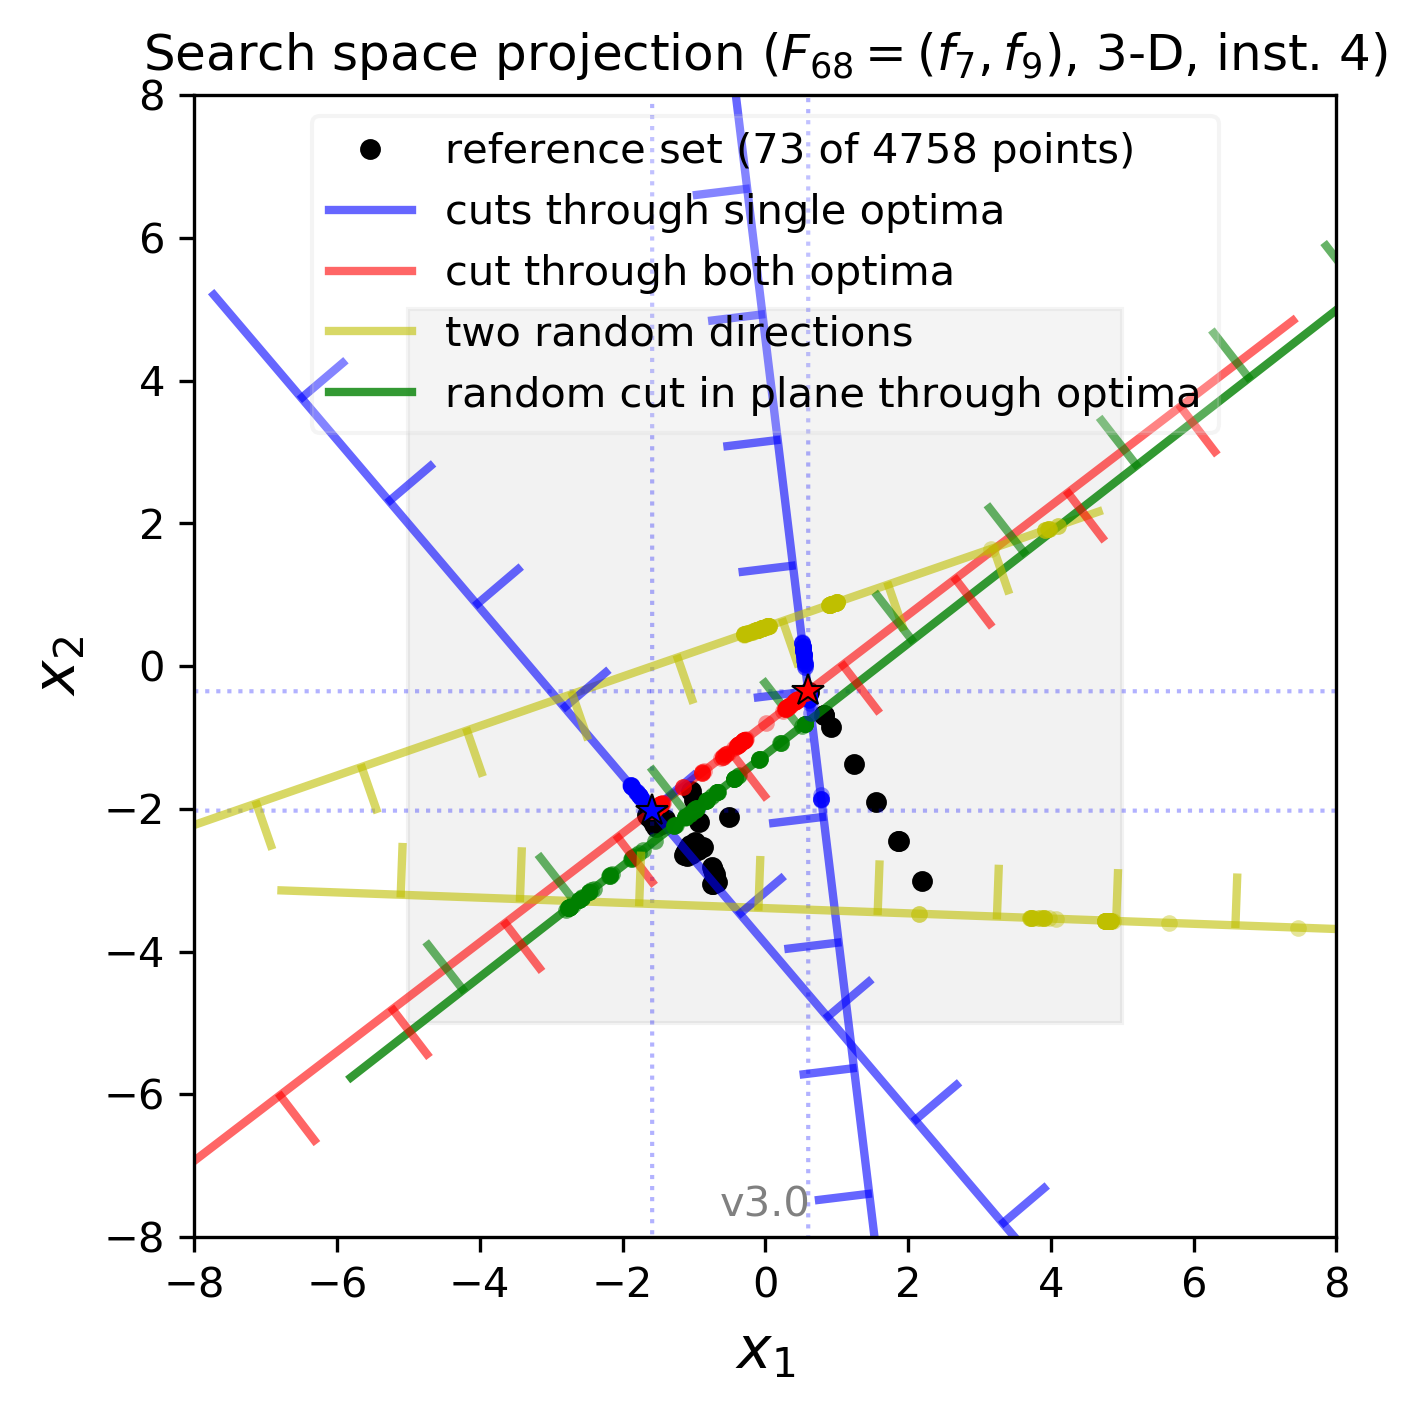 Search space projection (F68 = (f7, f9), 3-D, inst. 4)
8
6
4
2
0
−2
−4
−6
−8
x2
reference set (73 of 4758 points)
cuts through single optima
cut through both optima
two random directions
random cut in plane through optima
v3.0
−8 −6 −4 −2 0 2 4 6 8
x1